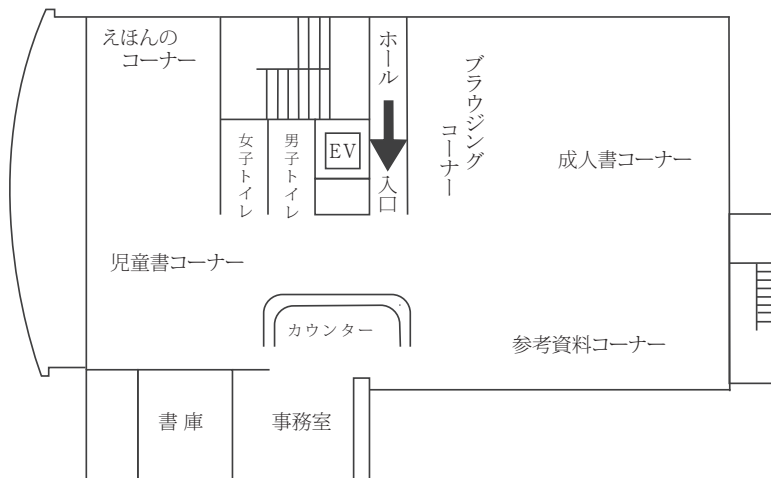 えほんの
コーナー
ホール
入口
ブラウジング
コーナー
成人書コーナー
女子トイレ
男子トイレ
EV
児童書コーナー
カウンター
参考資料コーナー
書庫
事務室